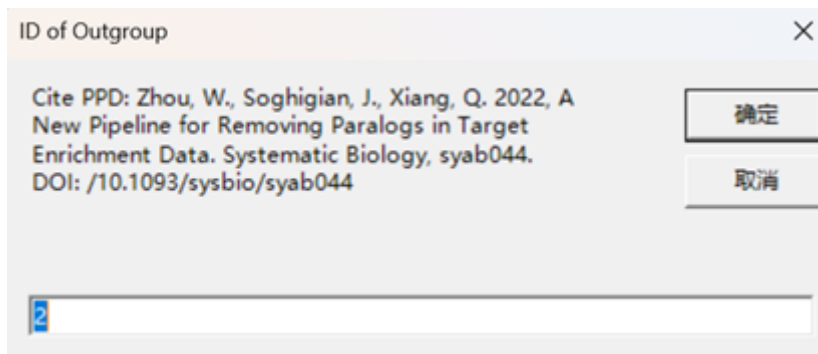 ID of Outgroup
Cite PPD: Zhou, W., Soghigian, J., Xiang, Q. 2022, A
New Pipeline for Removing Paralogs in Target
Enrichment Data. Systematic Biology, syab044.
DOI: /10.1093/sysbio/syab044
确定
取消
2